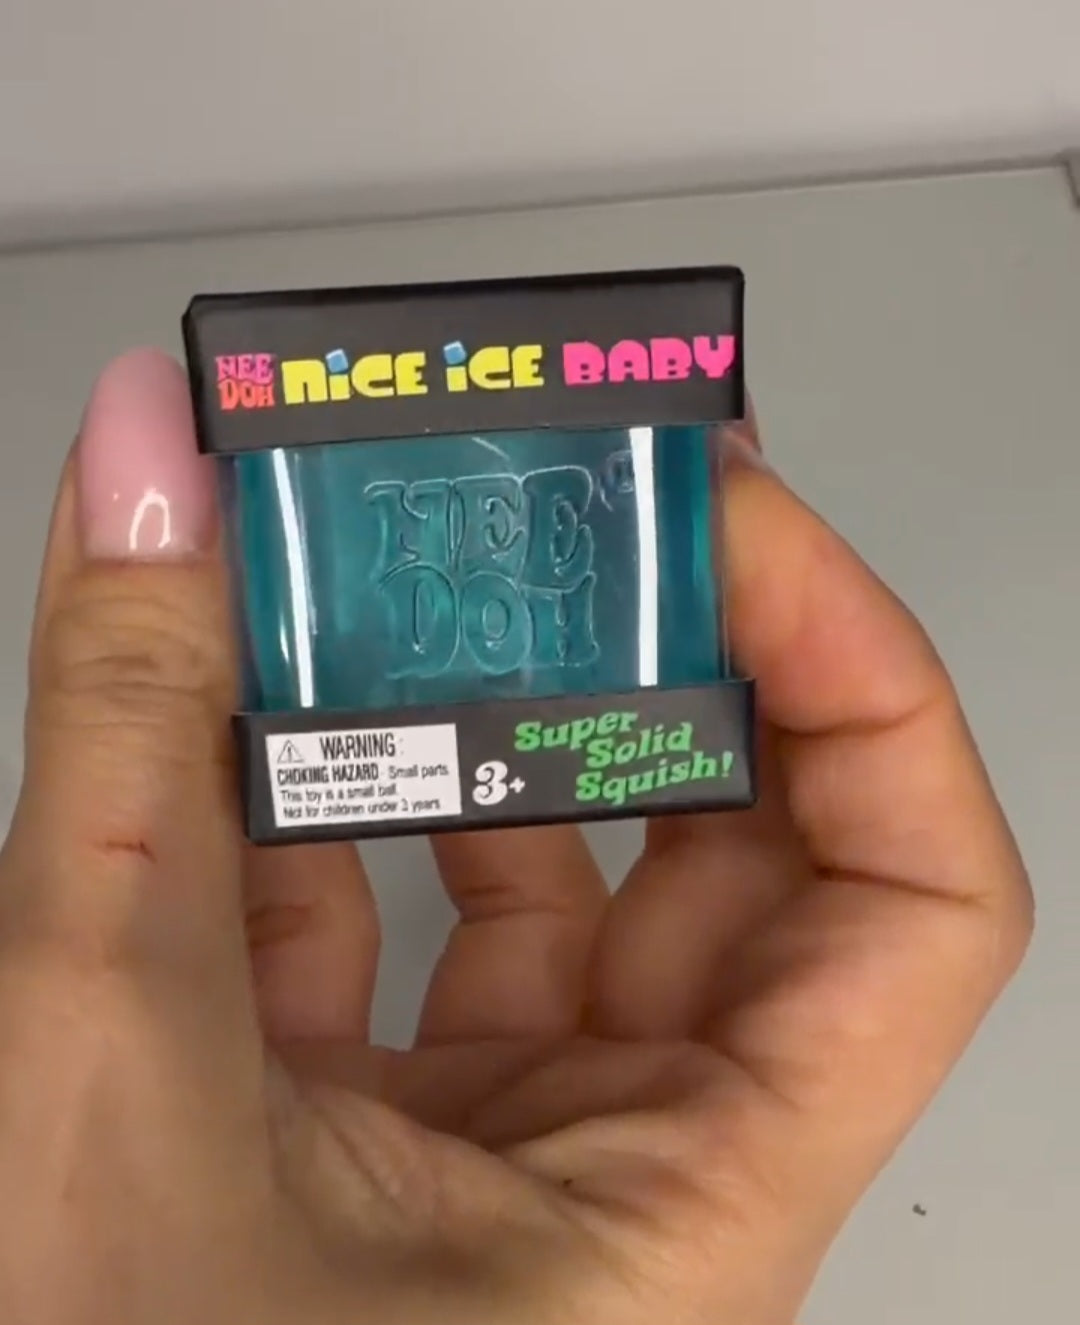 NEE
DOH
NiCE iCE BABY
NEE
DOH
WARNING:
CHOKING HAZARD - Small parts.
This toy is a small ball.
Not for children under 3 years.
3+
Super
Solid
Squish!